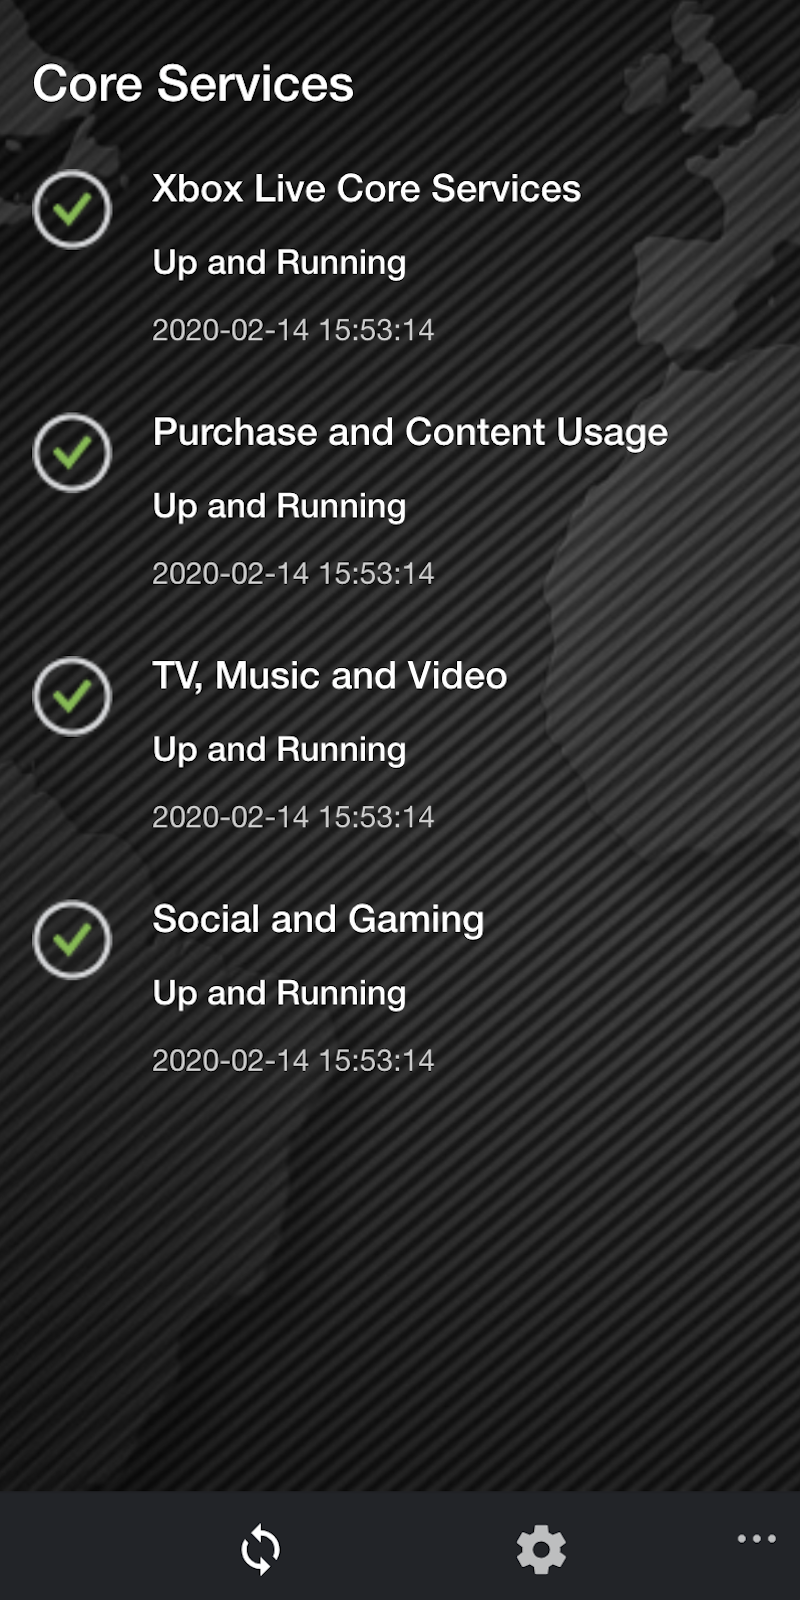 Core Services
Xbox Live Core Services
Up and Running
2020-02-14 15:53:14
Purchase and Content Usage
Up and Running
2020-02-14 15:53:14
TV, Music and Video
Up and Running
2020-02-14 15:53:14
Social and Gaming
Up and Running
2020-02-14 15:53:14